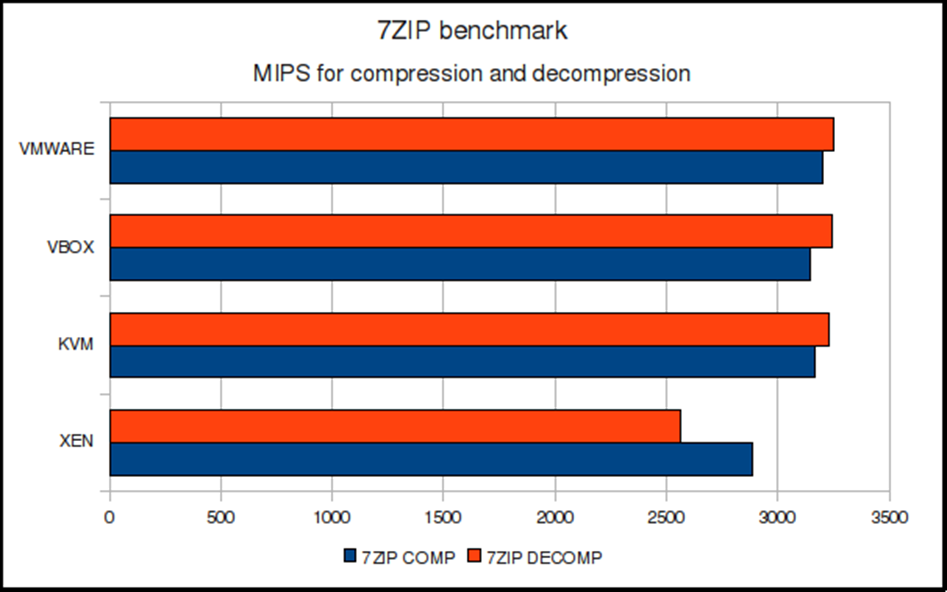 7ZIP benchmark
MIPS for compression and decompression
VMWARE
VBOX
KVM
XEN
0 500 1000 1500 2000 2500 3000 3500
7ZIP COMP 7ZIP DECOMP